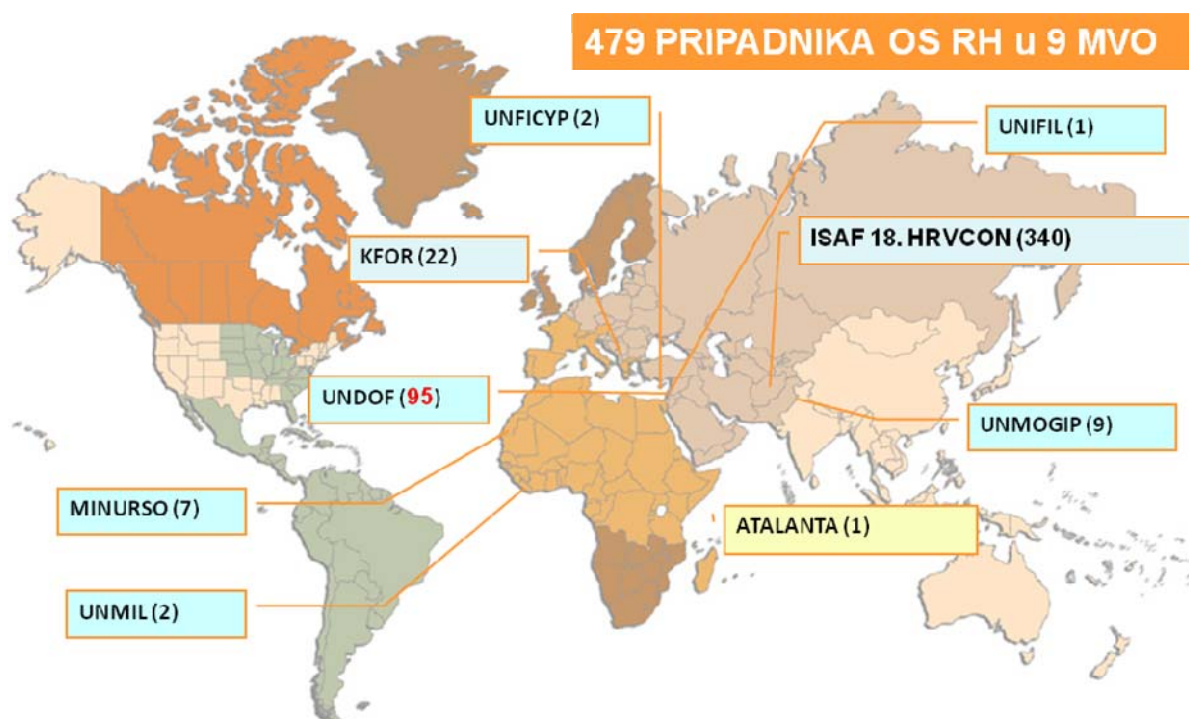 479 PRIPADNIKA OS RH u 9 MVO
UNFICYP (2)
UNIFIL (1)
KFOR (22)
ISAF 18. HRVCON (340)
UNDOF (95)
UNMOGIP (9)
MINURSO (7)
ATALANTA (1)
UNMIL (2)